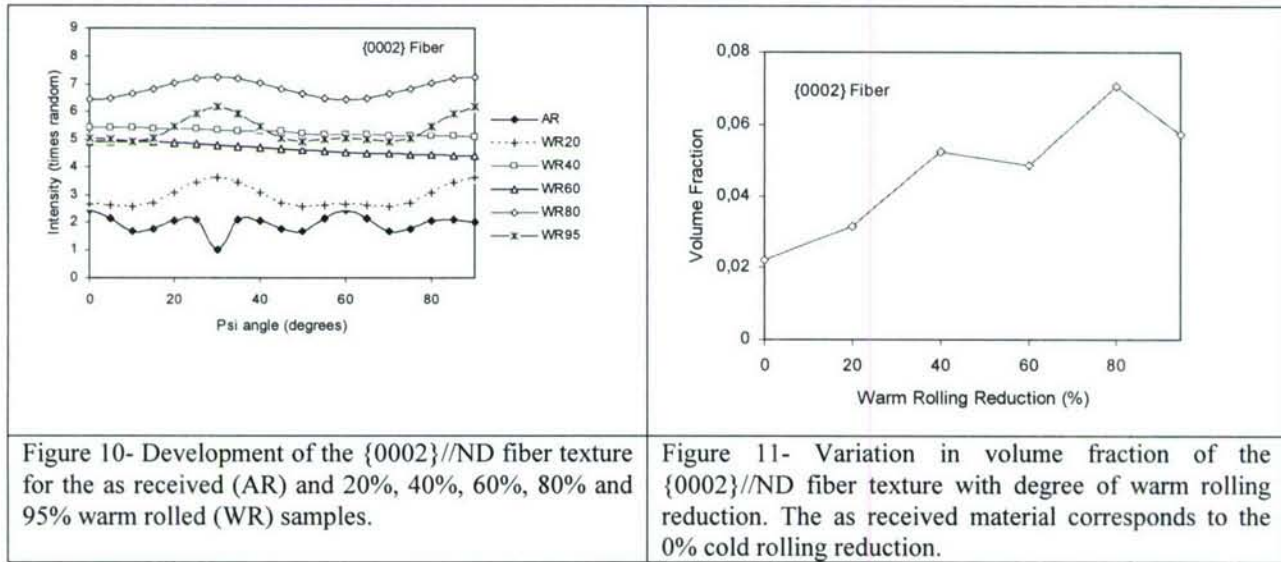 9
8
7
6
5
4
3
2
1
0
Intensity (times random)
{0002} Fiber
0
20
40
60
80
Psi angle (degrees)
AR
WR20
WR40
WR60
WR80
WR95
0,08
0,06
0,04
0,02
0
Volume Fraction
{0002} Fiber
0
20
40
60
80
Warm Rolling Reduction (%)
Figure 10- Development of the {0002}//ND fiber texture
for the as received (AR) and 20%, 40%, 60%, 80% and
95% warm rolled (WR) samples.
Figure 11- Variation in volume fraction of the
{0002}//ND fiber texture with degree of warm rolling
reduction. The as received material corresponds to the
0% cold rolling reduction.